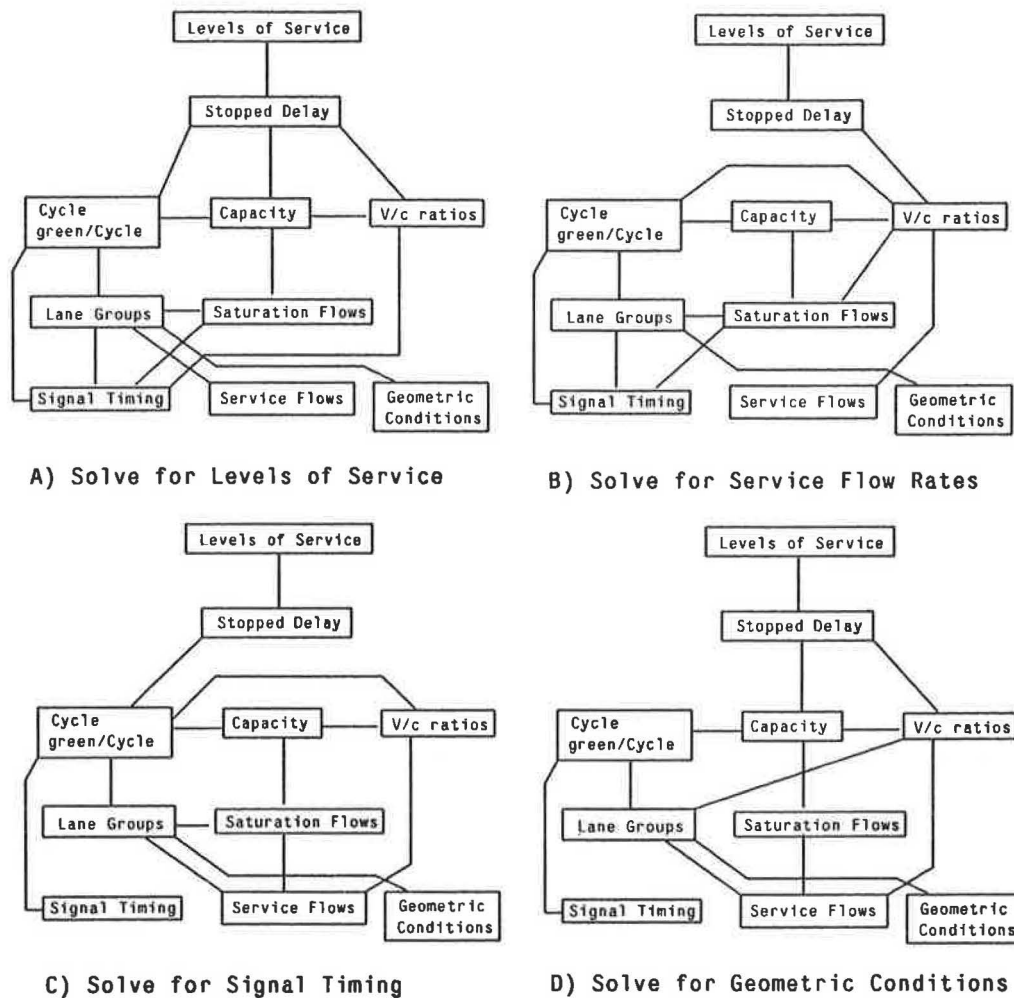 Levels of Service
Stopped Delay
Cycle
green/Cycle
Capacity
V/c ratios
Lane Groups
Saturation Flows
Signal Timing
Service Flows
Geometric
Conditions
A) Solve for Levels of Service
Levels of Service
Stopped Delay
Cycle
green/Cycle
Capacity
V/c ratios
Lane Groups
Saturation Flows
Signal Timing
Service Flows
Geometric
Conditions
B) Solve for Service Flow Rates
Levels of Service
Stopped Delay
Cycle
green/Cycle
Capacity
V/c ratios
Lane Groups
Saturation Flows
Signal Timing
Service Flows
Geometric
Conditions
C) Solve for Signal Timing
Levels of Service
Stopped Delay
Cycle
green/Cycle
Capacity
V/c ratios
Lane Groups
Saturation Flows
Signal Timing
Service Flows
Geometric
Conditions
D) Solve for Geometric Conditions